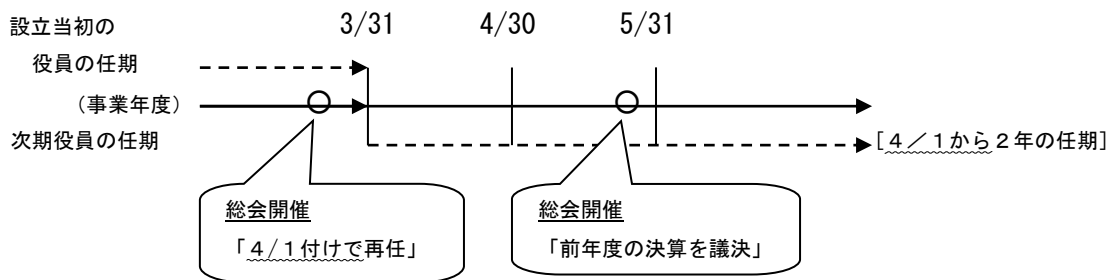 設立当初の
役員の任期
3/31
4/30
5/31
（事業年度）
次期役員の任期
[４／１から２年の任期]
総会開催
「４/１付けで再任」
総会開催
「前年度の決算を議決」